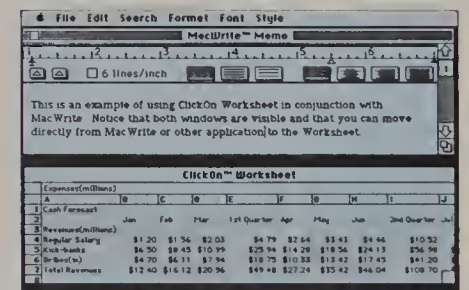 File Edit Search Format Font Style
MacWrite™ Memo
1 2 3 4 5 6
6 lines/inch
This is an example of using ClickOn Worksheet in conjunction with
MacWrite Notice that both windows are visible and that you can move
directly from MacWrite or other application to the Worksheet.
ClickOn™ Worksheet
Expenses(millions)
A B C D E F G H I J
1 Cash Forecast
2 Jan Feb Mar 1st Quarter Apr May Jun 2nd Quarter Jul
3 Revenues(millions)
4 Regular Salary $1.20 $1.56 $2.03 $4.79 $2.64 $3.43 $4.46 $10.52
5 Kick-backs $6.50 $8.45 $10.99 $25.94 $14.28 $18.56 $24.13 $56.98
6 Bribes(m) $4.70 $6.11 $7.94 $18.75 $10.33 $13.42 $17.45 $41.20
7 Total Revenues $12.40 $16.12 $20.96 $49.48 $27.24 $35.42 $46.04 $108.70
8